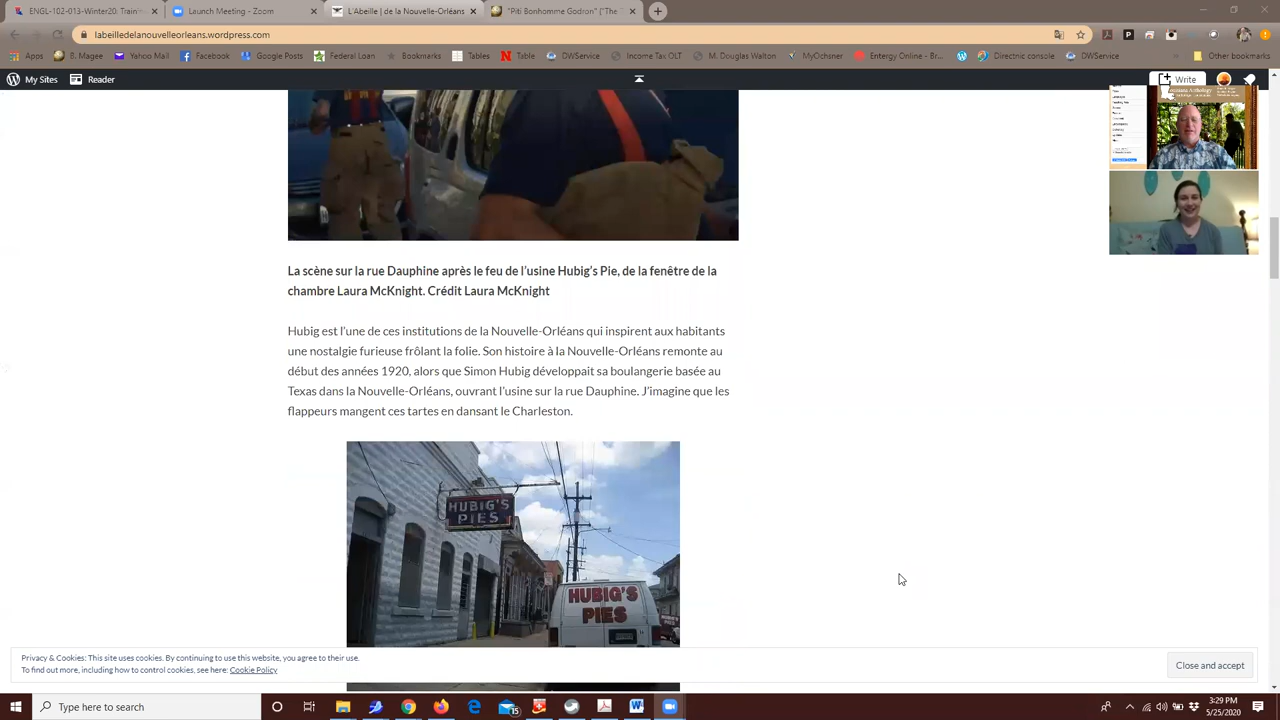 ENGL-102-013-Winter20: Train
Launch Meeting - Zoom
L'Abeille | de la Nouvelle-Orléans
"Piti Bonhomme Godron" ("The
labeilledelanouvelleorleans.wordpress.com
Apps B. Magee Yahoo Mail Facebook Google Posts Federal Loan Bookmarks Tables Table DWService Income Tax OLT M. Douglas Walton MyOchsner Entergy Online - Br... Directnic console DWService Other bookmarks
My Sites Reader Write
La scène sur la rue Dauphine après le feu de l'usine Hubig's Pie, de la fenêtre de la
chambre Laura McKnight. Crédit Laura McKnight
Hubig est l'une de ces institutions de la Nouvelle-Orléans qui inspirent aux habitants
une nostalgie furieuse frôlant la folie. Son histoire à la Nouvelle-Orléans remonte au
début des années 1920, alors que Simon Hubig développait sa boulangerie basée au
Texas dans la Nouvelle-Orléans, ouvrant l'usine sur la rue Dauphine. J'imagine que les
flappeurs mangent ces tartes en dansant le Charleston.
HUBIG'S
PIES
HUBIG'S
PIES
Privacy & Cookies: This site uses cookies. By continuing to use this website, you agree to their use.
To find out more, including how to control cookies, see here: Cookie Policy
Close and accept
Type here to search
15
3:29 PM
5/25/2020